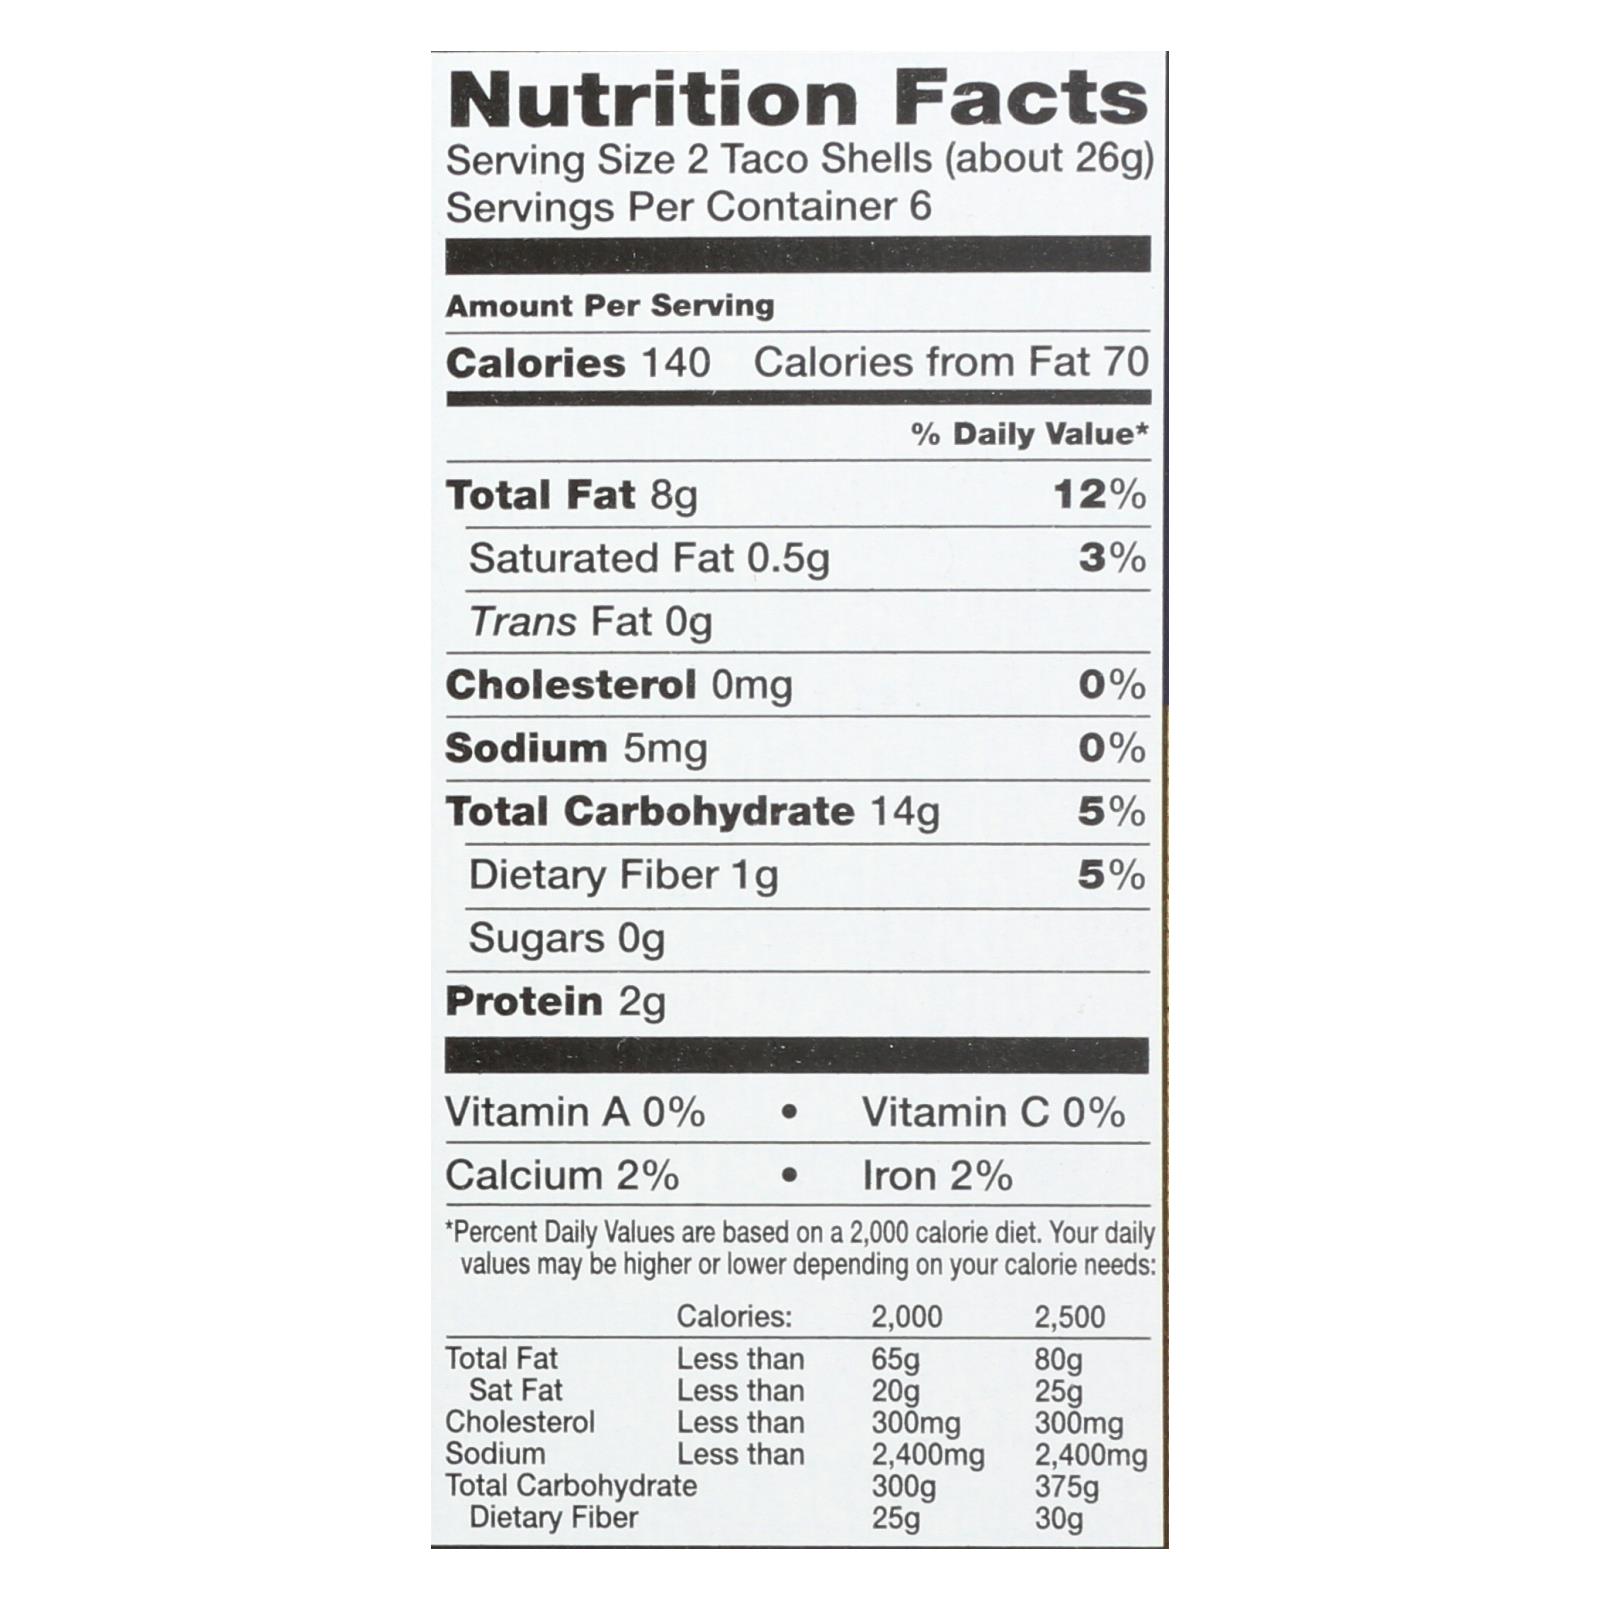 Nutrition Facts
Serving Size 2 Taco Shells (about 26g)
Servings Per Container 6
Amount Per Serving
Calories 140 Calories from Fat 70
% Daily Value*
Total Fat 8g 12%
Saturated Fat 0.5g 3%
Trans Fat 0g
Cholesterol 0mg 0%
Sodium 5mg 0%
Total Carbohydrate 14g 5%
Dietary Fiber 1g 5%
Sugars 0g
Protein 2g
Vitamin A 0% • Vitamin C 0%
Calcium 2% • Iron 2%
*Percent Daily Values are based on a 2,000 calorie diet. Your daily
values may be higher or lower depending on your calorie needs:
Calories: 2,000 2,500
Total Fat Less than 65g 80g
Sat Fat Less than 20g 25g
Cholesterol Less than 300mg 300mg
Sodium Less than 2,400mg 2,400mg
Total Carbohydrate 300g 375g
Dietary Fiber 25g 30g